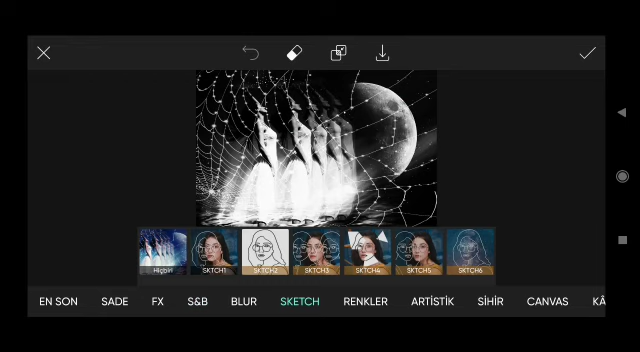 Hiçbiri SKTCH1 SKTCH2 SKTCH3 SKTCH4 SKTCH5 SKTCH6
EN SON SADE FX S&B BLUR SKETCH RENKLER ARTİSTİK SİHİR CANVAS KÂ